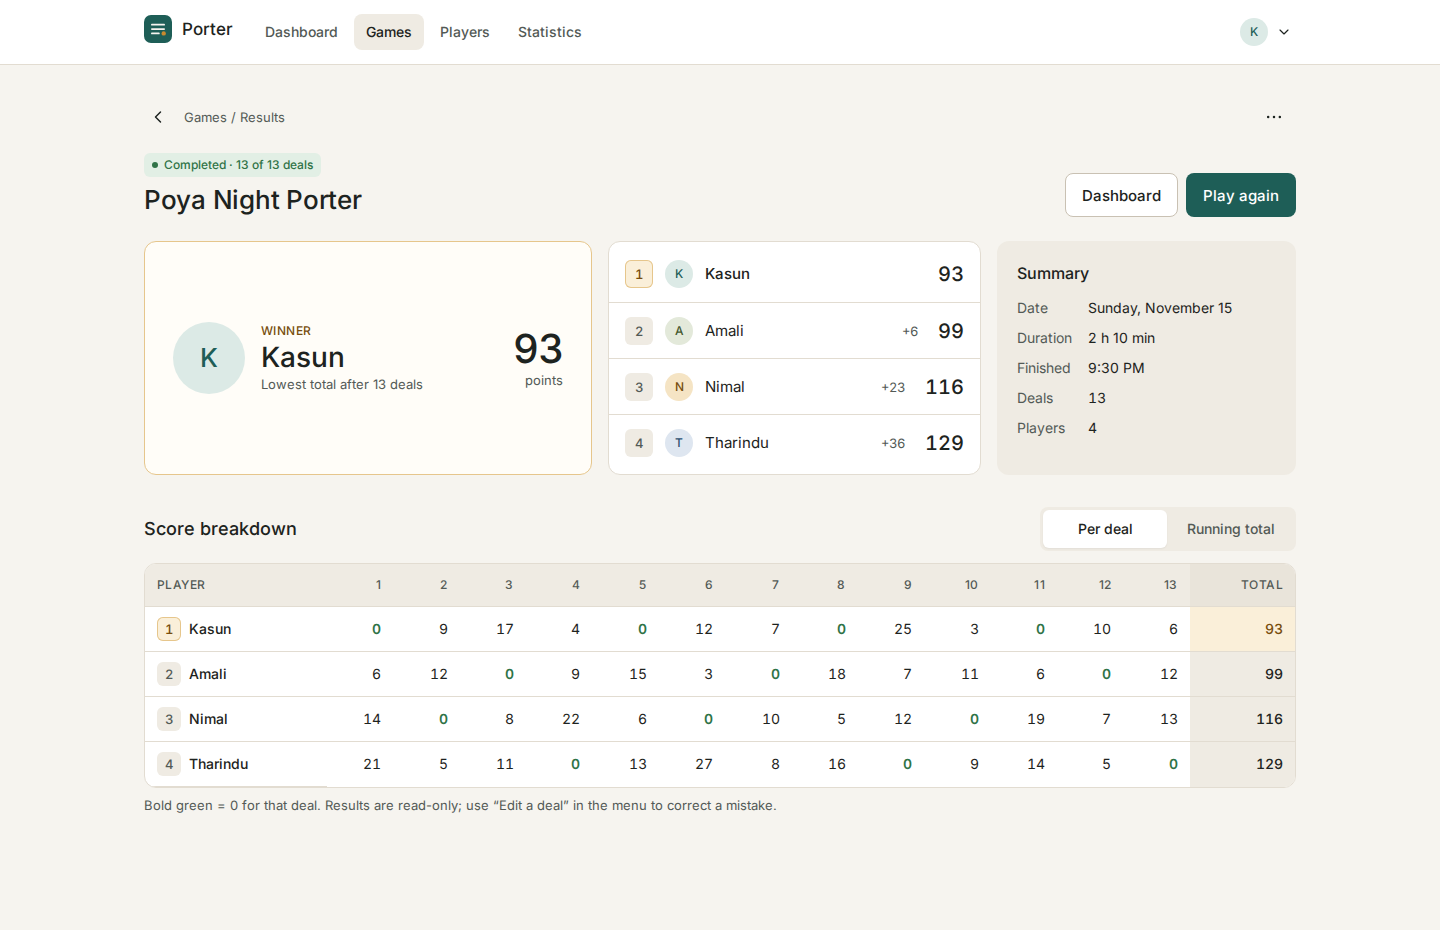 Porter Dashboard Games Players Statistics K
Games / Results
Completed · 13 of 13 deals
Poya Night Porter
Dashboard Play again
K
WINNER
Kasun
Lowest total after 13 deals
93
points
1 K Kasun 93
2 A Amali +6 99
3 N Nimal +23 116
4 T Tharindu +36 129
Summary
Date Sunday, November 15
Duration 2 h 10 min
Finished 9:30 PM
Deals 13
Players 4
Score breakdown
Per deal Running total
PLAYER 1 2 3 4 5 6 7 8 9 10 11 12 13 TOTAL
1 Kasun 0 9 17 4 0 12 7 0 25 3 0 10 6 93
2 Amali 6 12 0 9 15 3 0 18 7 11 6 0 12 99
3 Nimal 14 0 8 22 6 0 10 5 12 0 19 7 13 116
4 Tharindu 21 5 11 0 13 27 8 16 0 9 14 5 0 129
Bold green = 0 for that deal. Results are read-only; use “Edit a deal” in the menu to correct a mistake.